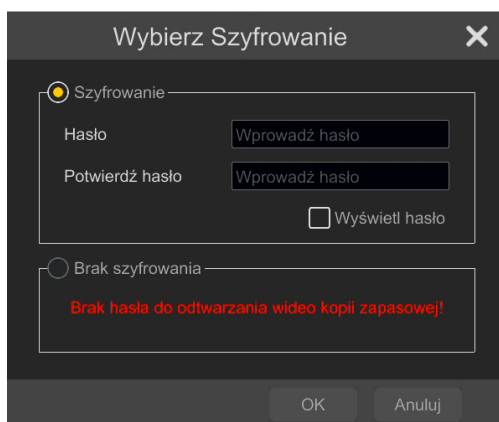 Wybierz Szyfrowanie
Szyfrowanie
Hasło Wprowadź hasło
Potwierdź hasło Wprowadź hasło
Wyświetl hasło
Brak szyfrowania
Brak hasła do odtwarzania wideo kopii zapasowej!
OK Anuluj